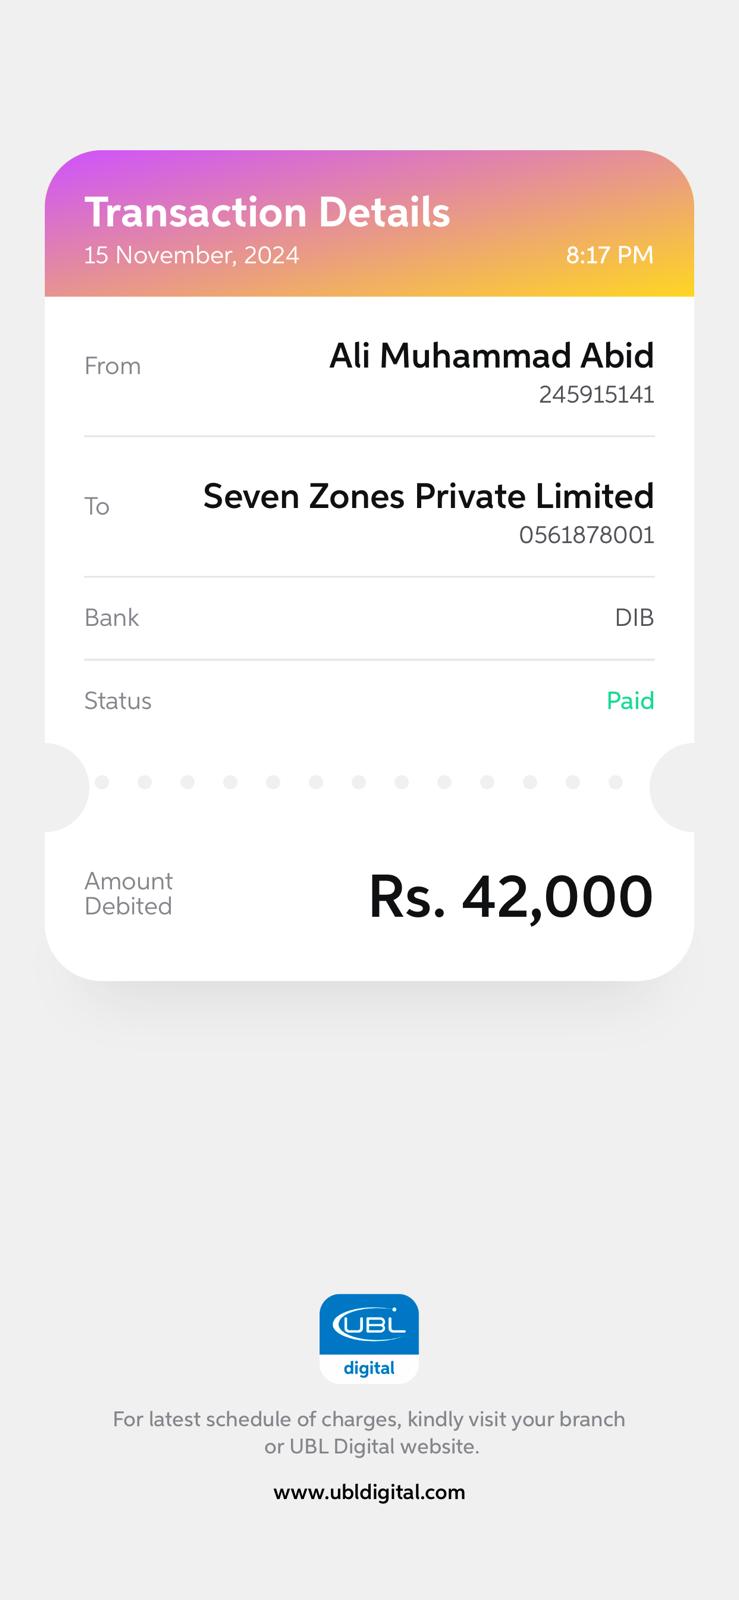 Transaction Details
15 November, 2024 8:17 PM
From Ali Muhammad Abid
245915141
To Seven Zones Private Limited
0561878001
Bank DIB
Status Paid
Amount
Debited
Rs. 42,000
UBL
digital
For latest schedule of charges, kindly visit your branch
or UBL Digital website.
www.ubldigital.com